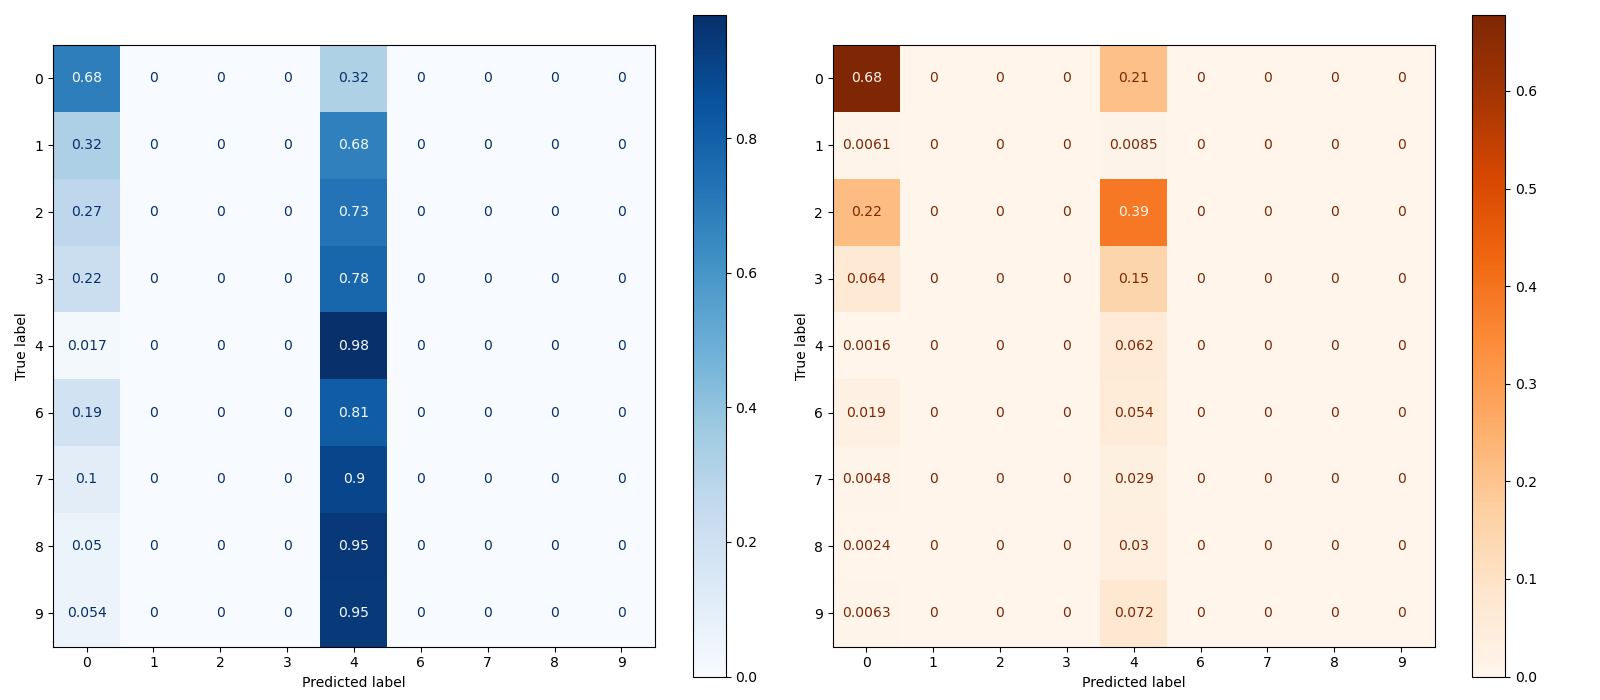 0 0.68 0 0 0 0.32 0 0 0 0
1 0.32 0 0 0 0.68 0 0 0 0
2 0.27 0 0 0 0.73 0 0 0 0
3 0.22 0 0 0 0.78 0 0 0 0
4 0.017 0 0 0 0.98 0 0 0 0
6 0.19 0 0 0 0.81 0 0 0 0
7 0.1 0 0 0 0.9 0 0 0 0
8 0.05 0 0 0 0.95 0 0 0 0
9 0.054 0 0 0 0.95 0 0 0 0
0 1 2 3 4 6 7 8 9
True label
Predicted label
0.8
0.6
0.4
0.2
0.0
0 0.68 0 0 0 0.21 0 0 0 0
1 0.0061 0 0 0 0.0085 0 0 0 0
2 0.22 0 0 0 0.39 0 0 0 0
3 0.064 0 0 0 0.15 0 0 0 0
4 0.0016 0 0 0 0.062 0 0 0 0
6 0.019 0 0 0 0.054 0 0 0 0
7 0.0048 0 0 0 0.029 0 0 0 0
8 0.0024 0 0 0 0.03 0 0 0 0
9 0.0063 0 0 0 0.072 0 0 0 0
0 1 2 3 4 6 7 8 9
True label
Predicted label
0.6
0.5
0.4
0.3
0.2
0.1
0.0